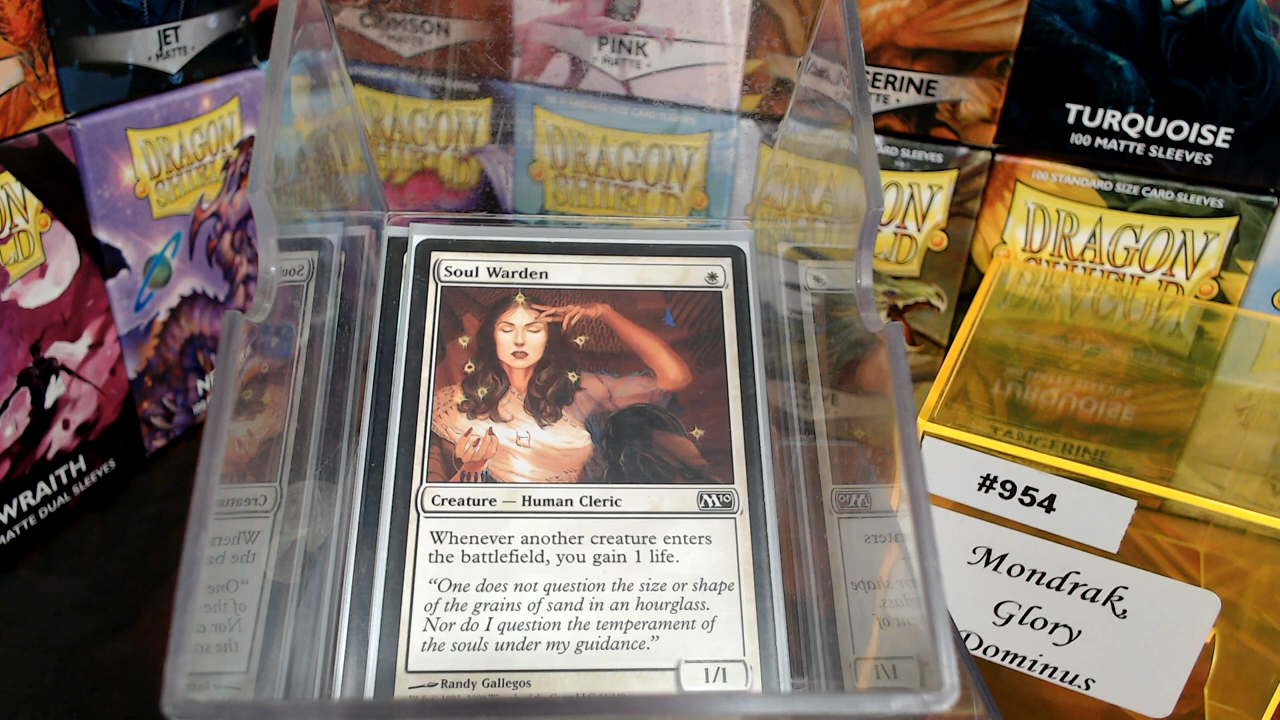 JET
MATTE
CRIMSON
MATTE
PINK
MATTE
TURQUOISE
100 MATTE SLEEVES
DRAGON
SHIELD
DRAGON
SHIELD
DRAGON
SHIELD
100 STANDARD SIZE CARD SLEEVES
DRAGON
SHIELD
WRAITH
MATTE DUAL SLEEVES
Soul Warden
Creature — Human Cleric
M10
Whenever another creature enters
the battlefield, you gain 1 life.
“One does not question the size or shape
of the grains of sand in an hourglass.
Nor do I question the temperament of
the souls under my guidance.”
1/1
Randy Gallegos
TANGERINE
#954
Mondrak,
Glory
Dominus